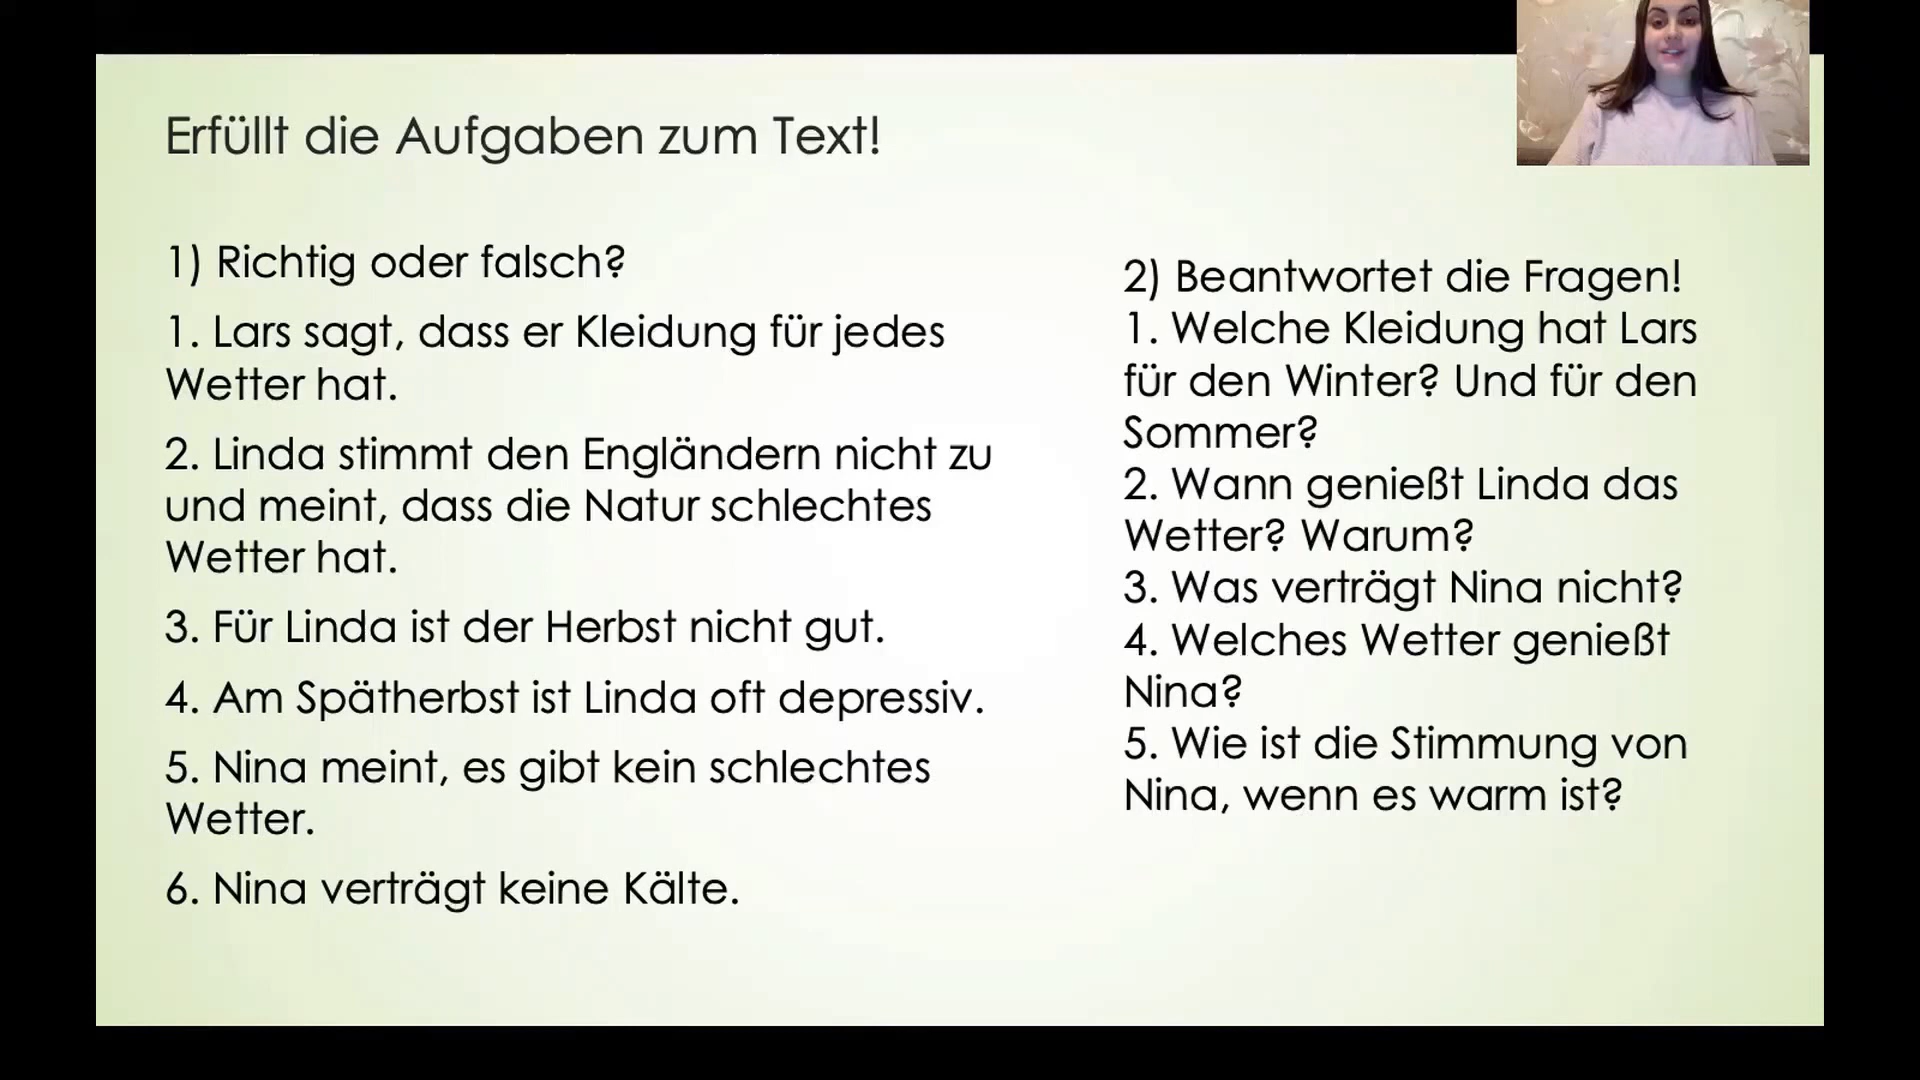 Erfüllt die Aufgaben zum Text!
1) Richtig oder falsch?
1. Lars sagt, dass er Kleidung für jedes
Wetter hat.
2. Linda stimmt den Engländern nicht zu
und meint, dass die Natur schlechtes
Wetter hat.
3. Für Linda ist der Herbst nicht gut.
4. Am Spätherbst ist Linda oft depressiv.
5. Nina meint, es gibt kein schlechtes
Wetter.
6. Nina verträgt keine Kälte.
2) Beantwortet die Fragen!
1. Welche Kleidung hat Lars
für den Winter? Und für den
Sommer?
2. Wann genießt Linda das
Wetter? Warum?
3. Was verträgt Nina nicht?
4. Welches Wetter genießt
Nina?
5. Wie ist die Stimmung von
Nina, wenn es warm ist?